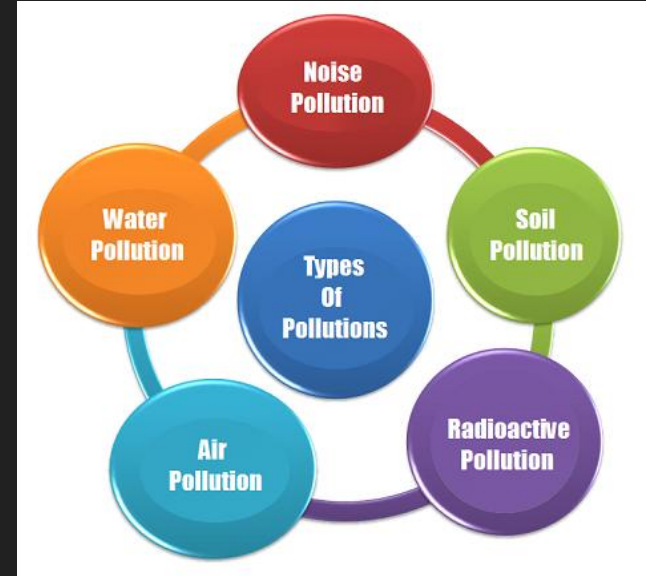 Noise
Pollution
Water
Pollution
Soil
Pollution
Types
Of
Pollutions
Radioactive
Pollution
Air
Pollution